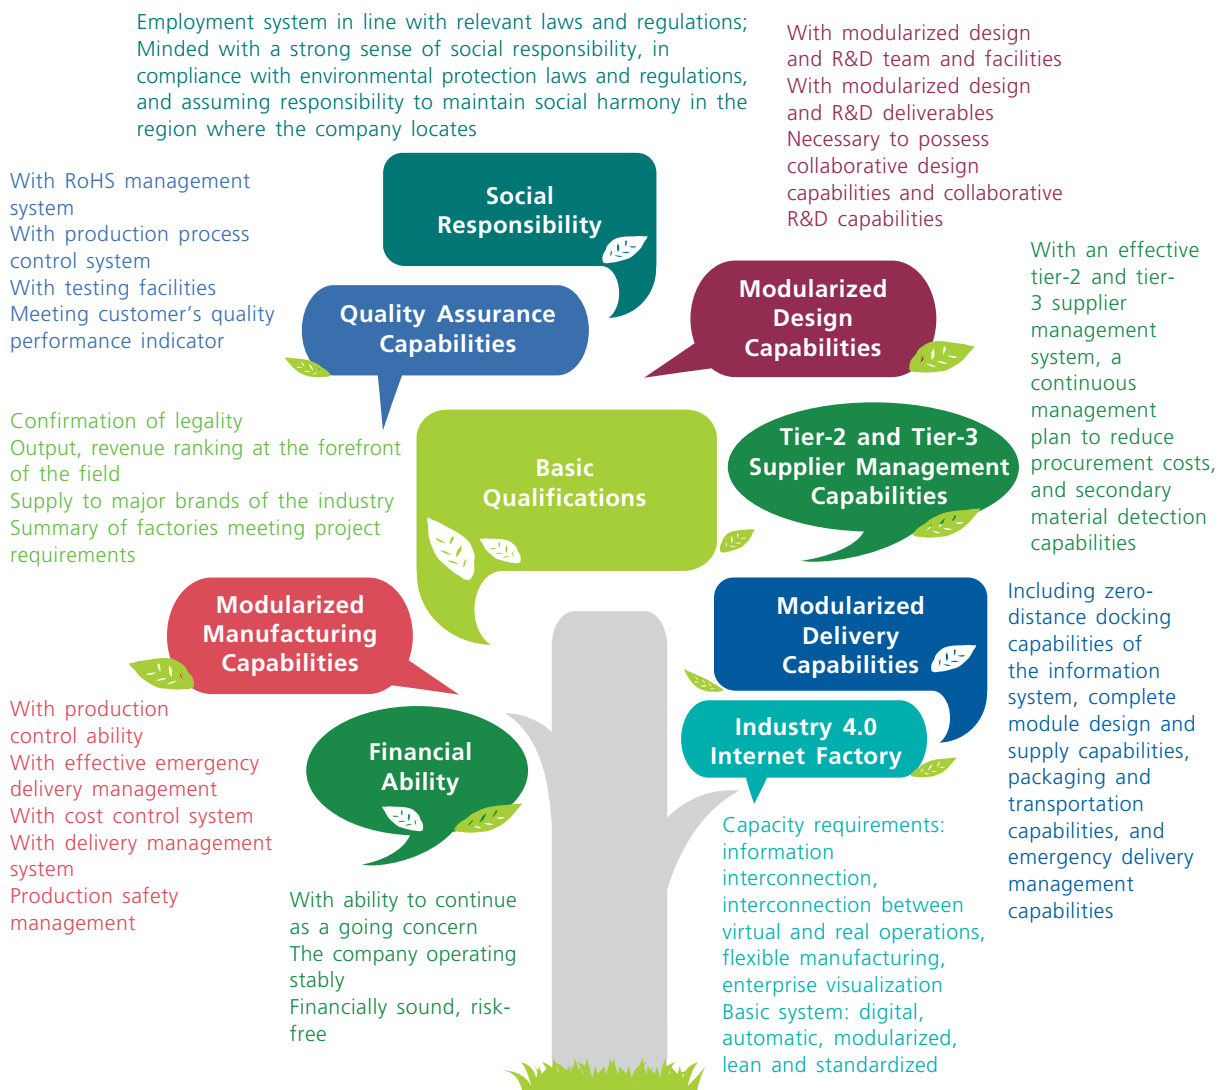 Employment system in line with relevant laws and regulations;
Minded with a strong sense of social responsibility, in
compliance with environmental protection laws and regulations,
and assuming responsibility to maintain social harmony in the
region where the company locates
With modularized design
and R&D team and facilities
With modularized design
and R&D deliverables
Necessary to possess
collaborative design
capabilities and collaborative
R&D capabilities
Social
Responsibility
With RoHS management
system
With production process
control system
With testing facilities
Meeting customer’s quality
performance indicator
Quality Assurance
Capabilities
Modularized
Design
Capabilities
With an effective
tier-2 and tier-
3 supplier
management
system, a
continuous
management
plan to reduce
procurement costs,
and secondary
material detection
capabilities
Confirmation of legality
Output, revenue ranking at the forefront
of the field
Supply to major brands of the industry
Summary of factories meeting project
requirements
Basic
Qualifications
Tier-2 and Tier-3
Supplier Management
Capabilities
Modularized
Manufacturing
Capabilities
Modularized
Delivery
Capabilities
Including zero-
distance docking
capabilities of
the information
system, complete
module design and
supply capabilities,
packaging and
transportation
capabilities, and
emergency delivery
management
capabilities
With production
control ability
With effective emergency
delivery management
With cost control system
With delivery management
system
Production safety
management
Financial
Ability
Industry 4.0
Internet Factory
With ability to continue
as a going concern
The company operating
stably
Financially sound, risk-
free
Capacity requirements:
information
interconnection,
interconnection between
virtual and real operations,
flexible manufacturing,
enterprise visualization
Basic system: digital,
automatic, modularized,
lean and standardized